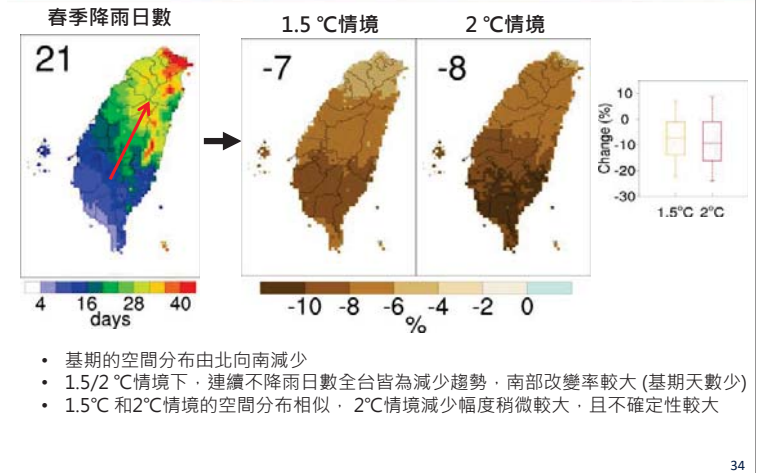 春季降雨日數
1.5 ℃情境
2 ℃情境
21
-7
-8
10
0
-10
-20
-30
Change (%)
1.5°C 2°C
4 16 28 40
days
-10 -8 -6 -4 -2 0
%
• 基期的空間分布由北向南減少
• 1.5/2 ℃情境下，連續不降雨日數全台皆為減少趨勢，南部改變率較大 (基期天數少)
• 1.5℃ 和2℃情境的空間分布相似， 2℃情境減少幅度稍微較大，且不確定性較大
34